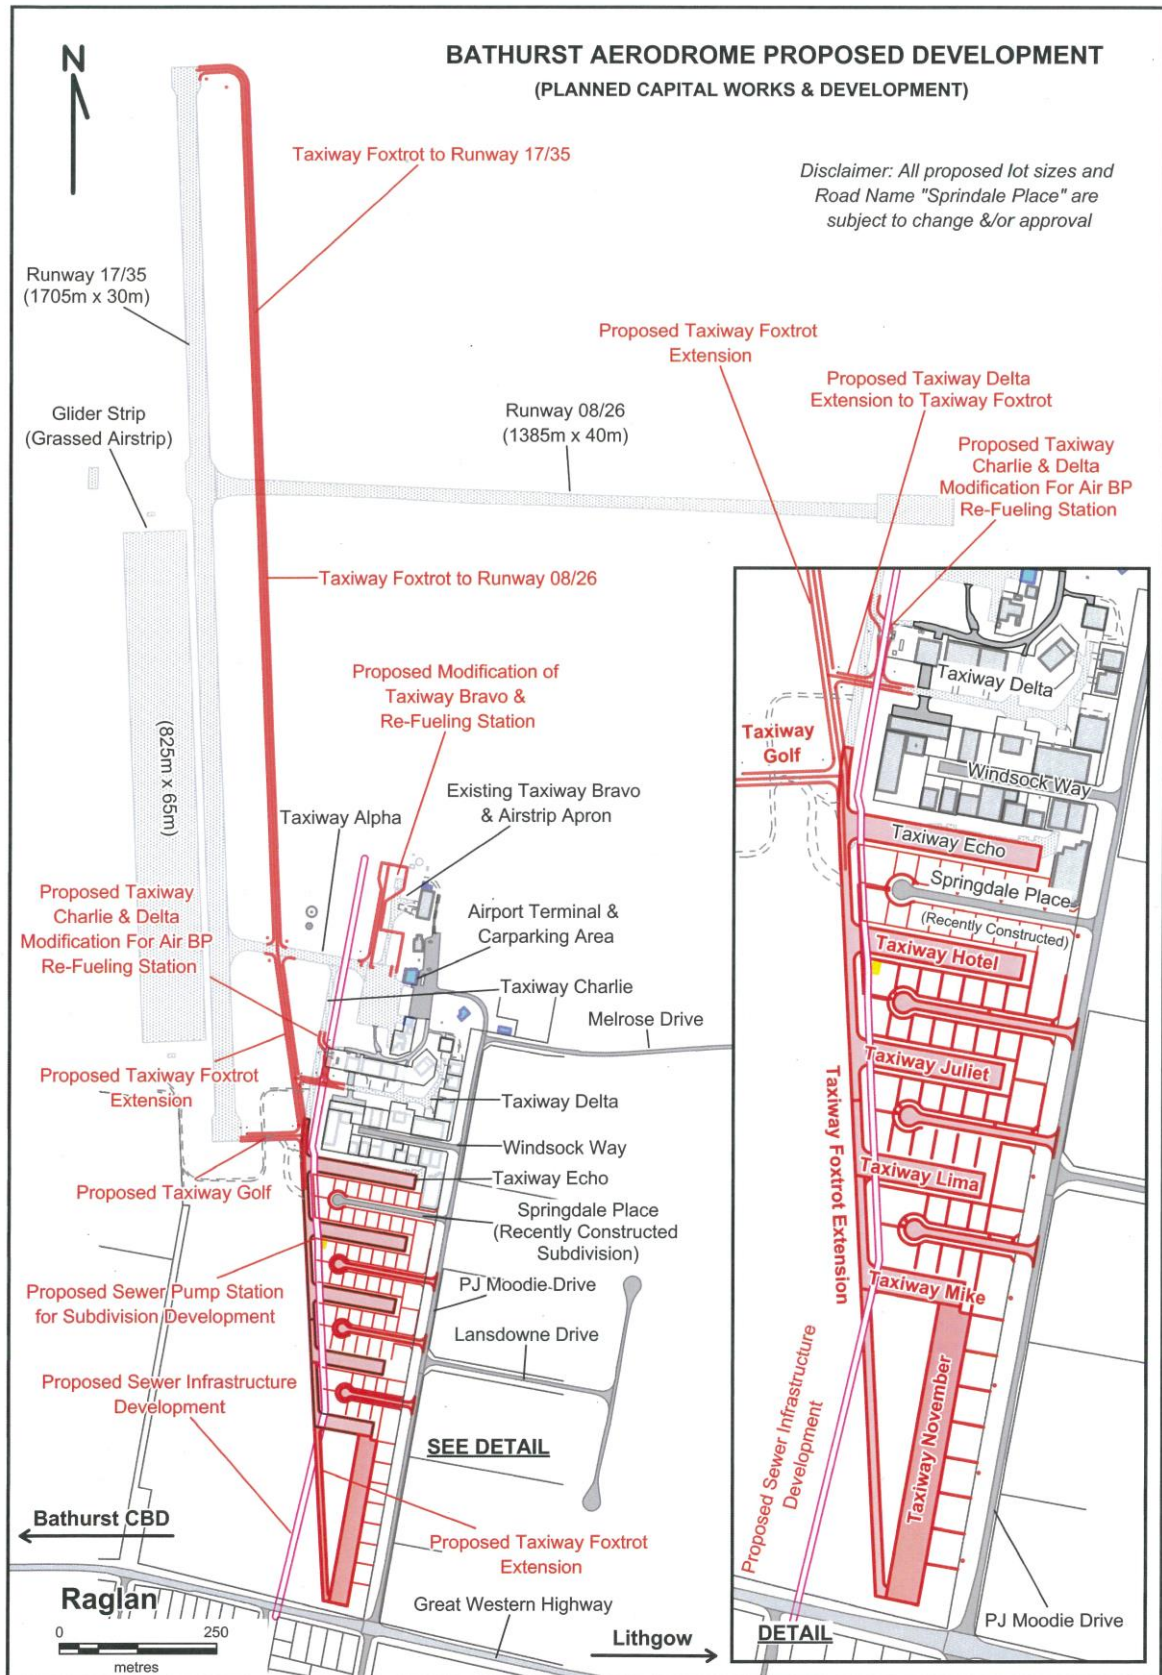 N
BATHURST AERODROME PROPOSED DEVELOPMENT
(PLANNED CAPITAL WORKS & DEVELOPMENT)
Taxiway Foxtrot to Runway 17/35
Disclaimer: All proposed lot sizes and
Road Name "Sprindale Place" are
subject to change &/or approval
Runway 17/35
(1705m x 30m)
Proposed Taxiway Foxtrot
Extension
Proposed Taxiway Delta
Extension to Taxiway Foxtrot
Glider Strip
(Grassed Airstrip)
Runway 08/26
(1385m x 40m)
Proposed Taxiway
Charlie & Delta
Modification For Air BP
Re-Fueling Station
Taxiway Foxtrot to Runway 08/26
(825m x 65m)
Proposed Modification of
Taxiway Bravo &
Re-Fueling Station
Existing Taxiway Bravo
& Airstrip Apron
Taxiway Alpha
Proposed Taxiway
Charlie & Delta
Modification For Air BP
Re-Fueling Station
Airport Terminal &
Carparking Area
Taxiway Charlie
Melrose Drive
Proposed Taxiway Foxtrot
Extension
Taxiway Delta
Windsock Way
Taxiway Echo
Proposed Taxiway Golf
Springdale Place
(Recently Constructed
Subdivision)
Proposed Sewer Pump Station
for Subdivision Development
PJ Moodie Drive
Lansdowne Drive
Proposed Sewer Infrastructure
Development
SEE DETAIL
Bathurst CBD
Proposed Taxiway Foxtrot
Extension
Raglan
Great Western Highway
0 250
metres
Lithgow
Taxiway Delta
Taxiway
Golf
Windsock Way
Taxiway Echo
Springdale Place
(Recently Constructed)
Taxiway Hotel
Taxiway Juliet
Taxiway Foxtrot Extension
Taxiway Lima
Taxiway Mike
Taxiway November
Proposed Sewer Infrastructure
Development
PJ Moodie Drive
DETAIL